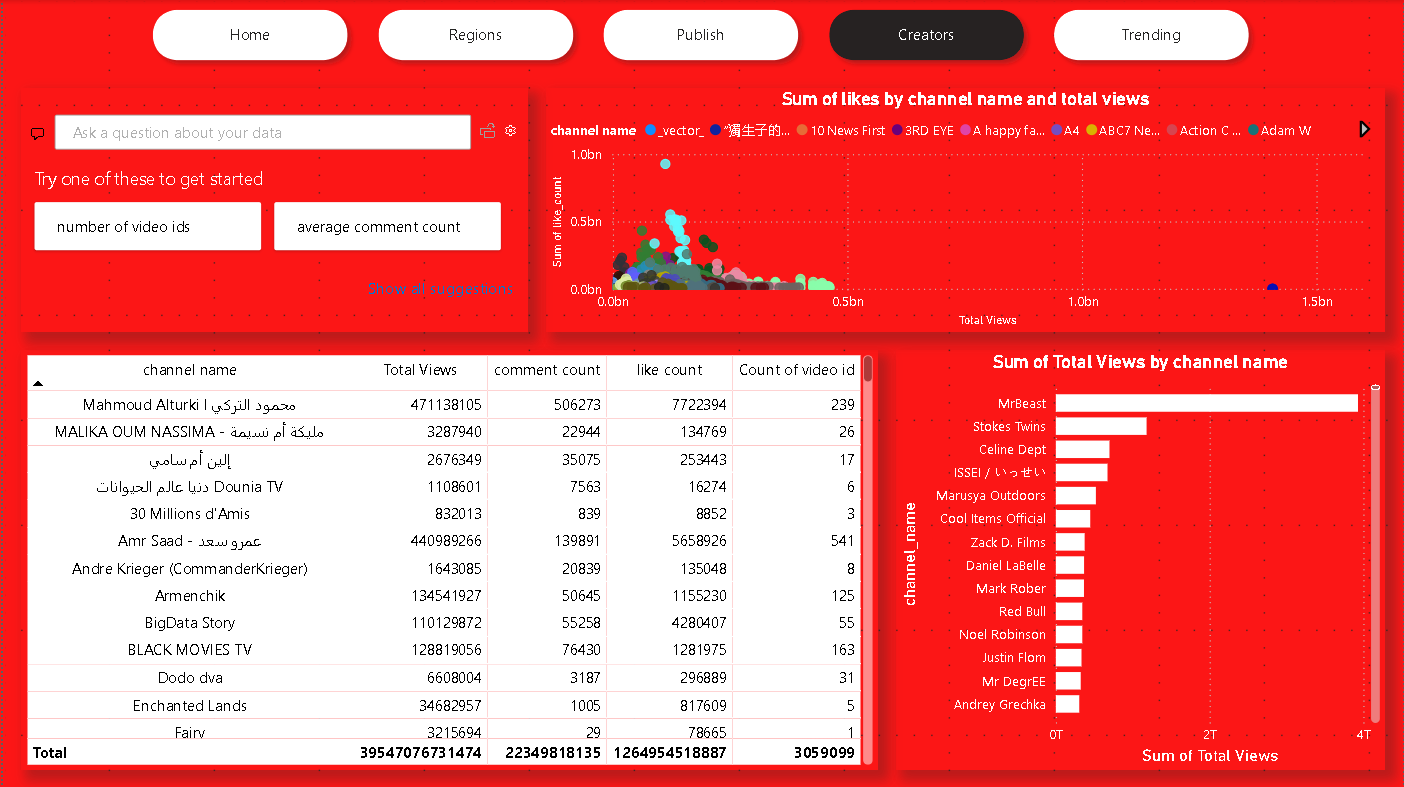 Home Regions Publish Creators Trending
Ask a question about your data
Try one of these to get started
number of video ids
average comment count
Show all suggestions
Sum of likes by channel name and total views
channel name _vector_ “獨生子的... 10 News First 3RD EYE A happy fa... A4 ABC7 Ne... Action C ... Adam W
Sum of like_count
1.0bn
0.5bn
0.0bn
0.0bn 0.5bn 1.0bn 1.5bn
Total Views
channel name Total Views comment count like count Count of video id
Mahmoud Alturki I محمود التركي 471138105 506273 7722394 239
MALIKA OUM NASSIMA - مليكة أم نسيمة 3287940 22944 134769 26
إلين أم سامي 2676349 35075 253443 17
دنيا عالم الحيوانات Dounia TV 1108601 7563 16274 6
30 Millions d'Amis 832013 839 8852 3
Amr Saad - عمرو سعد 440989266 139891 5658926 541
Andre Krieger (CommanderKrieger) 1643085 20839 135048 8
Armenchik 134541927 50645 1155230 125
BigData Story 110129872 55258 4280407 55
BLACK MOVIES TV 128819056 76430 1281975 163
Dodo dva 6608004 3187 296889 31
Enchanted Lands 34682957 1005 817609 5
Fairy 3215694 29 78665 1
Total 39547076731474 22349818135 1264954518887 3059099
Sum of Total Views by channel name
channel_name
MrBeast
Stokes Twins
Celine Dept
ISSEI / いっせい
Marusya Outdoors
Cool Items Official
Zack D. Films
Daniel LaBelle
Mark Rober
Red Bull
Noel Robinson
Justin Flom
Mr DegrEE
Andrey Grechka
0T 2T 4T
Sum of Total Views